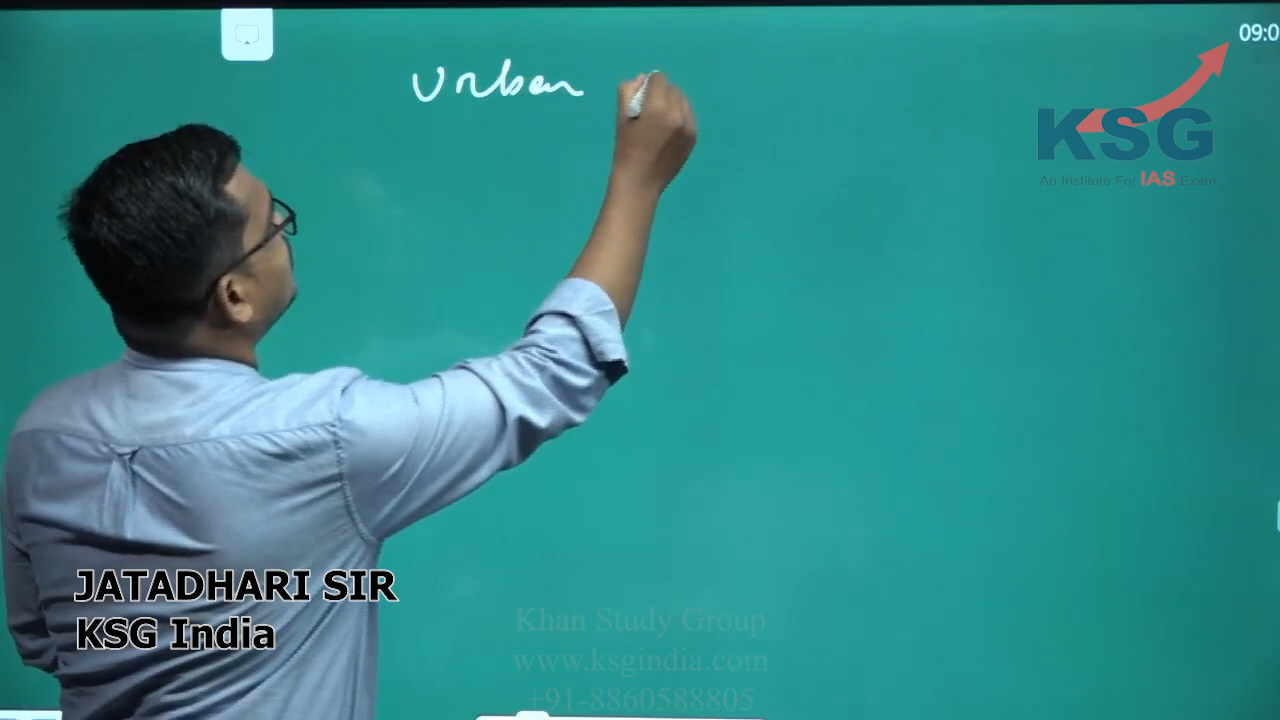 Urban
09:0
KSG
An Institute For IAS Exam...
JATADHARI SIR
KSG India
Khan Study Group
www.ksgindia.com
+91-8860588805